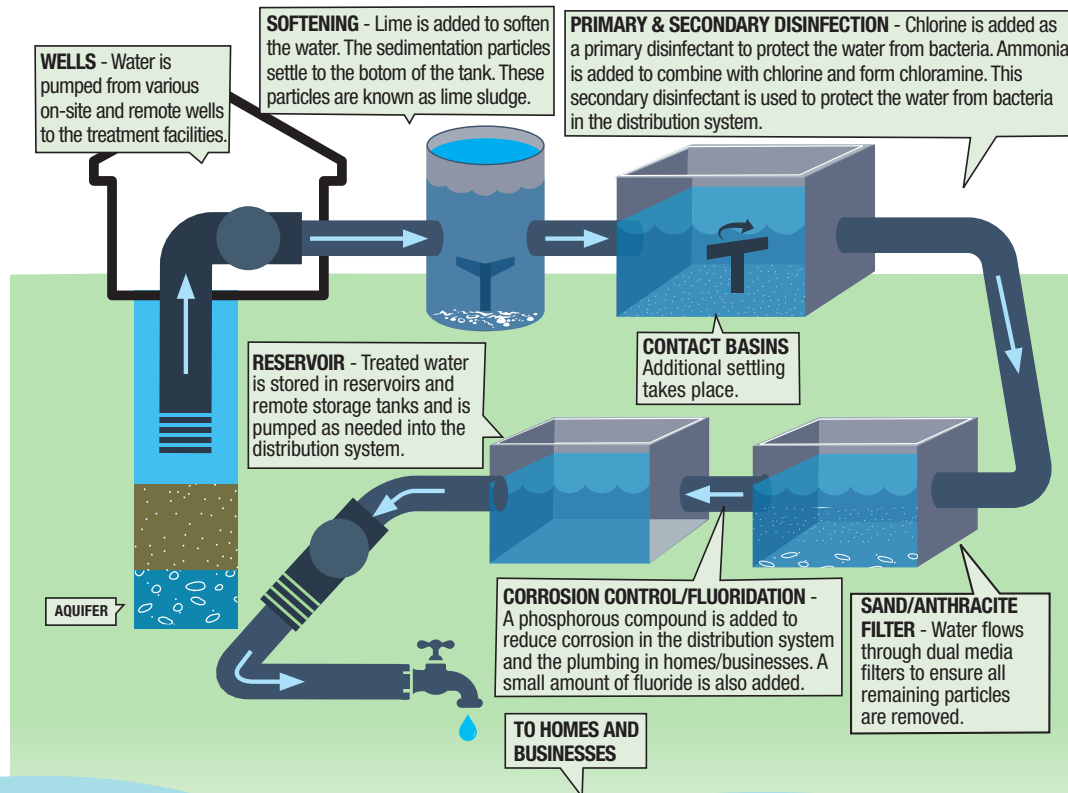 WELLS - Water is
pumped from various
on-site and remote wells
to the treatment facilities.
SOFTENING - Lime is added to soften
the water. The sedimentation particles
settle to the botom of the tank. These
particles are known as lime sludge.
PRIMARY & SECONDARY DISINFECTION - Chlorine is added as
a primary disinfectant to protect the water from bacteria. Ammonia
is added to combine with chlorine and form chloramine. This
secondary disinfectant is used to protect the water from bacteria
in the distribution system.
CONTACT BASINS
Additional settling
takes place.
RESERVOIR - Treated water
is stored in reservoirs and
remote storage tanks and is
pumped as needed into the
distribution system.
AQUIFER
CORROSION CONTROL/FLUORIDATION -
A phosphorous compound is added to
reduce corrosion in the distribution system
and the plumbing in homes/businesses. A
small amount of fluoride is also added.
SAND/ANTHRACITE
FILTER - Water flows
through dual media
filters to ensure all
remaining particles
are removed.
TO HOMES AND
BUSINESSES